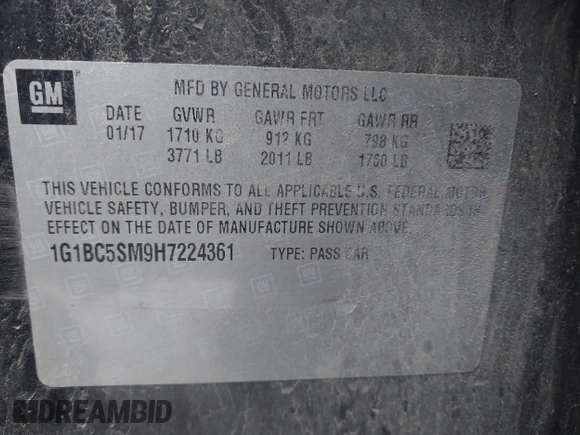 GM
MFD BY GENERAL MOTORS LLC
DATE GVWR GAWR FRT GAWR RR
01/17 1710 KG 912 KG 798 KG
3771 LB 2011 LB 1760 LB
THIS VEHICLE CONFORMS TO ALL APPLICABLE U.S. FEDERAL MOTOR
VEHICLE SAFETY, BUMPER, AND THEFT PREVENTION STANDARDS IN
EFFECT ON THE DATE OF MANUFACTURE SHOWN ABOVE.
1G1BC5SM9H7224361 TYPE: PASS CAR
DREAMBID